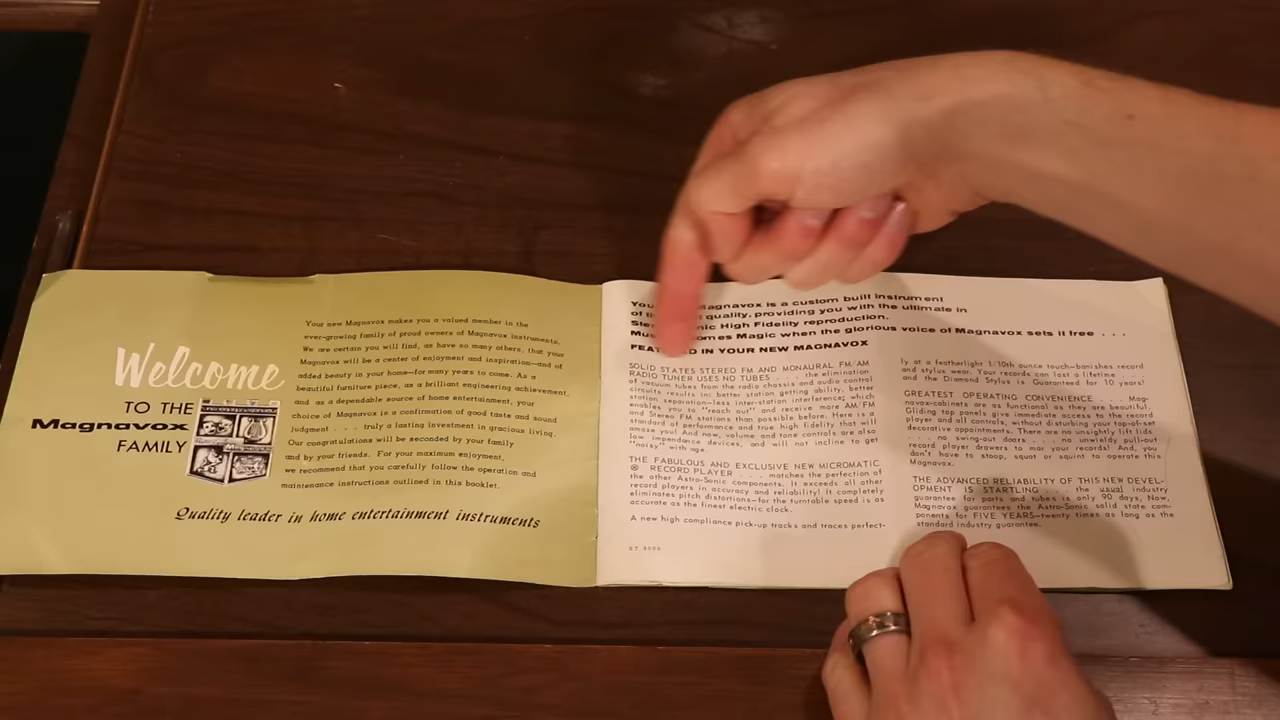 Welcome
TO THE
Magnavox
FAMILY
Your new Magnavox makes you a valued member in the
ever-growing family of proud owners of Magnavox instruments.
We are certain you will find, as have so many others, that your
Magnavox will be a center of enjoyment and inspiration—and of
added beauty in your home—for many years to come. As a
beautiful furniture piece, as a brilliant engineering achievement,
and as a dependable source of home entertainment, your
choice of Magnavox is a confirmation of good taste and sound
judgment . . . truly a lasting investment in gracious living.
Our congratulations will be seconded by your family
and by your friends. For your maximum enjoyment,
we recommend that you carefully follow the operation and
maintenance instructions outlined in this booklet.
Quality leader in home entertainment instruments
You agnavox is a custom built instrument
of quality, providing you with the ultimate in
Ste nic High Fidelity reproduction.
Mus omes Magic when the glorious voice of Magnavox sets it free . . .
FEAT D IN YOUR NEW MAGNAVOX
SOLID STATES STEREO FM AND MONAURAL FM/AM
RADIO TUNER USES NO TUBES . . . . the elimination
of vacuum tubes from the radio chassis and audio control
circuits results in: better station getting ability, better
station separation—less inter-station interference; which
enables you to "reach out" and receive more AM/FM
and Stereo FM stations than possible before. Here is a
standard of performance and true high fidelity that will
amaze you! And now, volume and tone controls are also
low impedance devices, and will not incline to get
"noisy" with age.
THE FABULOUS AND EXCLUSIVE NEW MICROMATIC
® RECORD PLAYER . . . . matches the perfection of
the other Astro-Sonic components. It exceeds all other
record players in accuracy and reliability! It completely
eliminates pitch distortions—for the turntable speed is as
accurate as the finest electric clock.
A new high compliance pick-up tracks and traces perfect-
ST 3006
ly at a featherlight 1/10th ounce touch—banishes record
and stylus wear. Your records can last a lifetime . . . .
and the Diamond Stylus is Guaranteed for 10 years!
GREATEST OPERATING CONVENIENCE . . . . Mag-
navox-cabinets are as functional as they are beautiful.
Gliding top panels give immediate access to the record
player and all controls, without disturbing your top-of-set
decorative appointments. There are no unsightly lift lids
. . . . no swing-out doors . . . . no unwieldy pull-out
record player drawers to mar your records! And, you
don't have to stoop, squat or squint to operate this
Magnavox.
THE ADVANCED RELIABILITY OF THIS NEW DEVEL-
OPMENT IS STARTLING . . . the usual industry
guarantee for parts and tubes is only 90 days. Now,
Magnavox guarantees the Astro-Sonic solid state com-
ponents for FIVE YEARS—twenty times as long as the
standard industry guarantee.